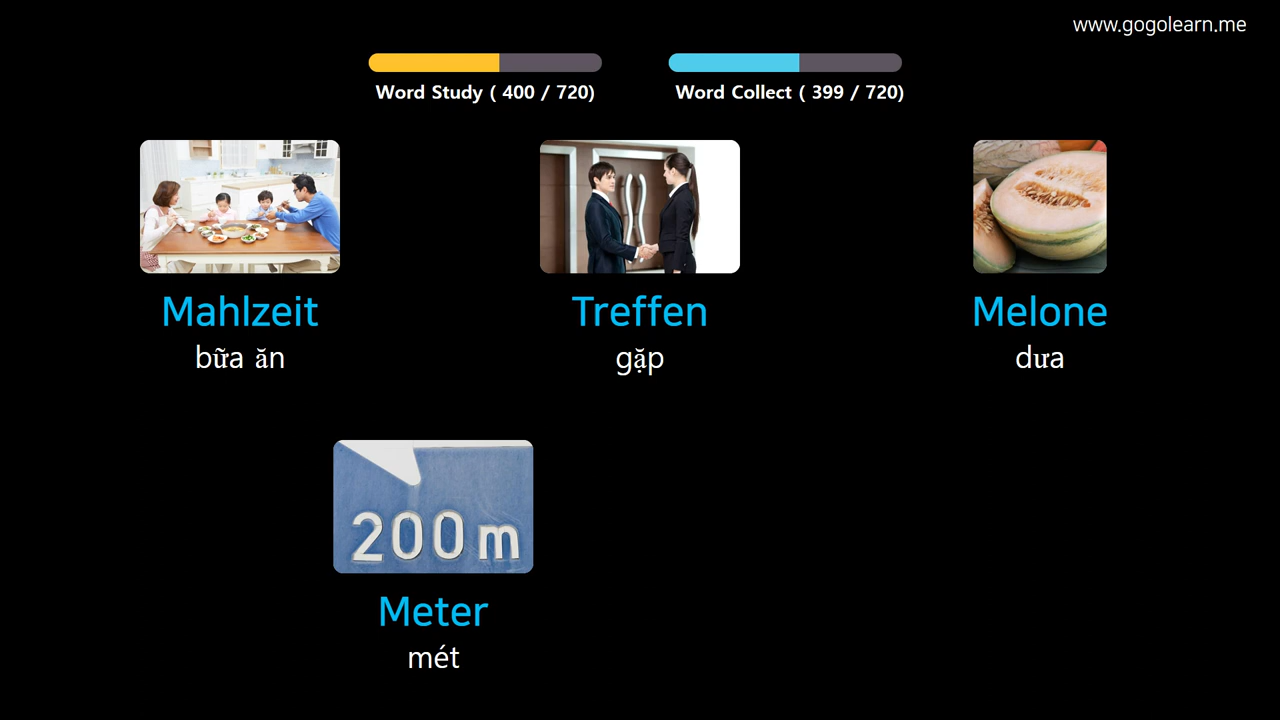 www.gogolearn.me
Word Study ( 400 / 720)
Word Collect ( 399 / 720)
Mahlzeit
bữa ăn
Treffen
gặp
Melone
dưa
200 m
Meter
mét